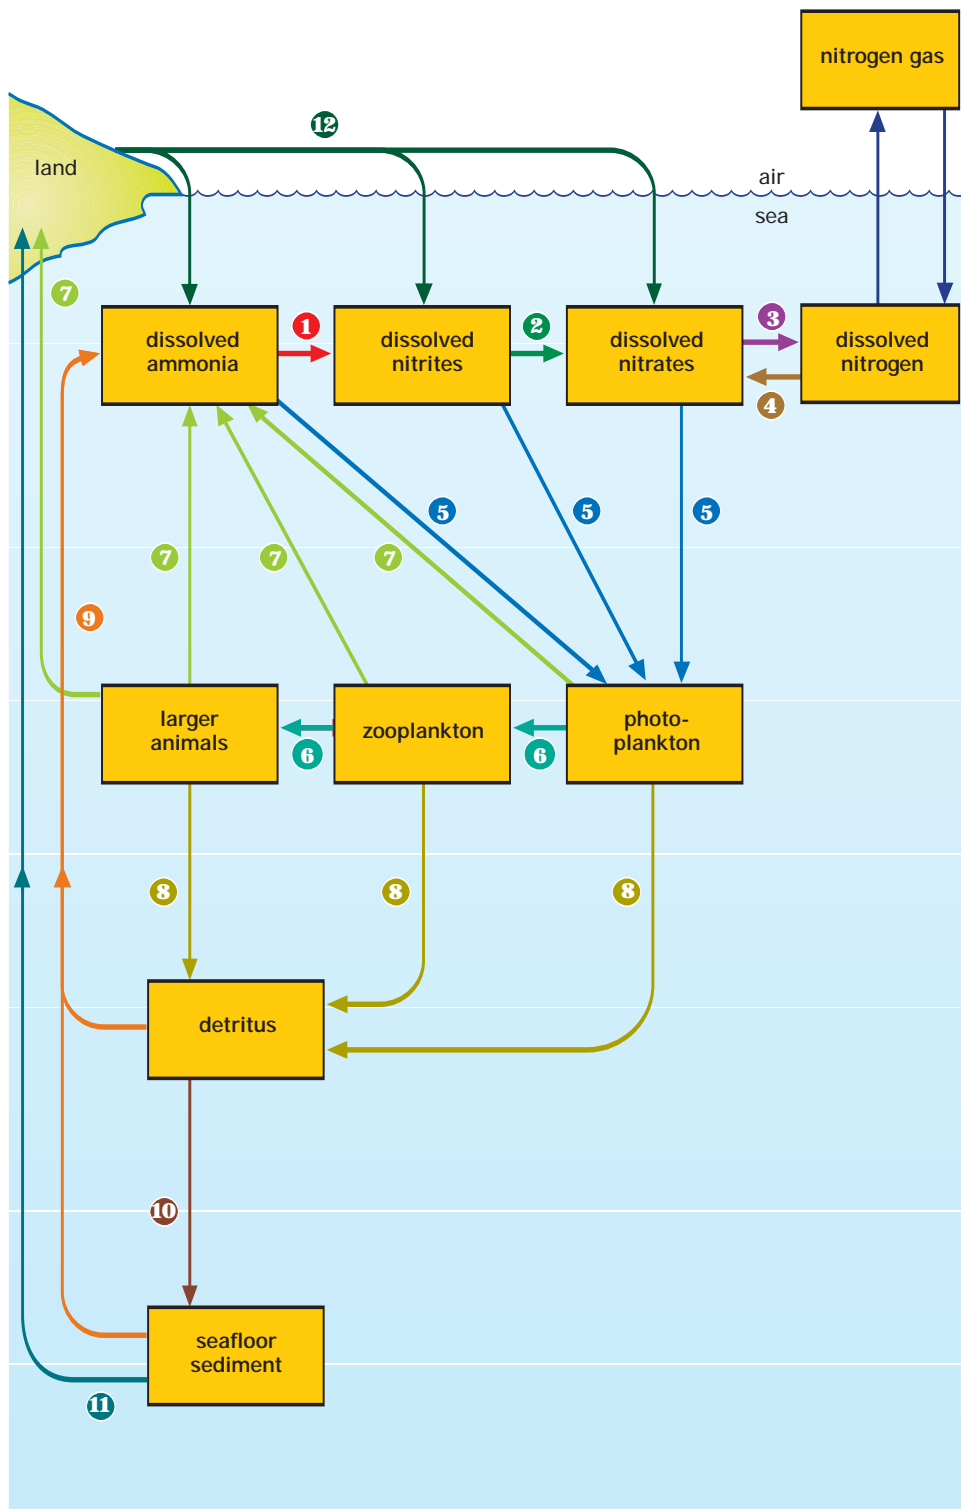 nitrogen gas
12
land
air
sea
7
dissolved
ammonia
1
dissolved
nitrites
2
dissolved
nitrates
3
4
dissolved
nitrogen
5
5
5
7
7
7
9
larger
animals
6
zooplankton
6
photo-
plankton
8
8
8
detritus
10
seafloor
sediment
11